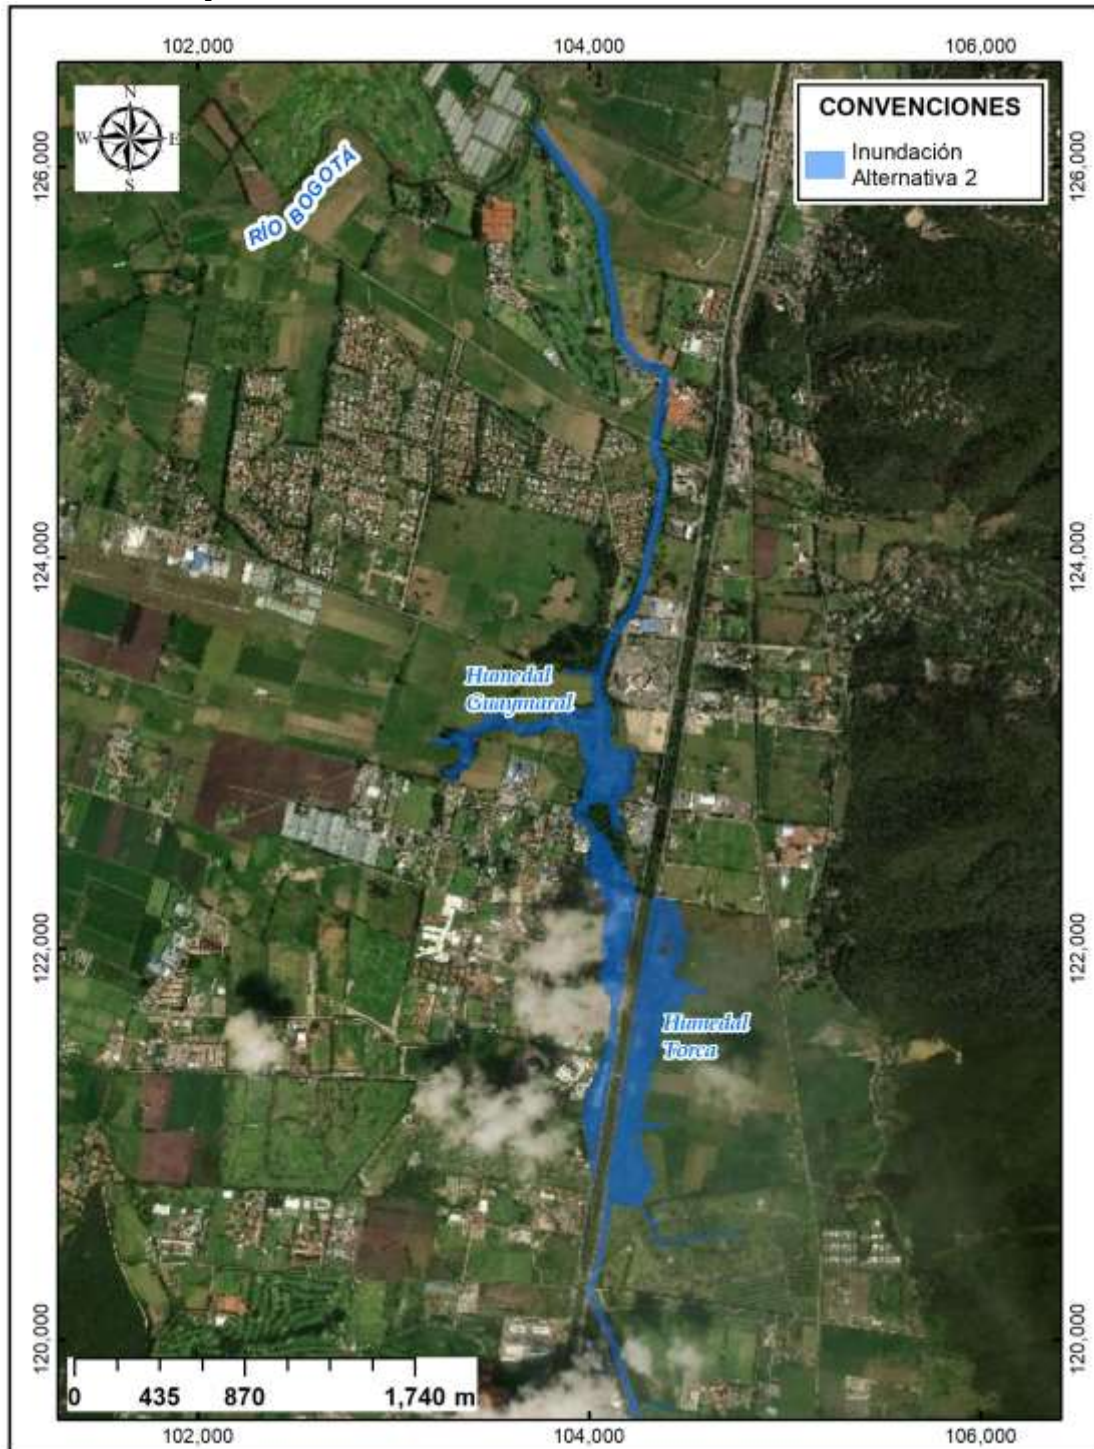 102,000 104,000 106,000
N
W E
S
CONVENCIONES
Inundación
Alternativa 2
126,000 126,000
RÍO BOGOTÁ
124,000 124,000
Humedal
Guaymaral
122,000 122,000
Humedal
Torca
120,000 120,000
0 435 870 1,740 m
102,000 104,000 106,000